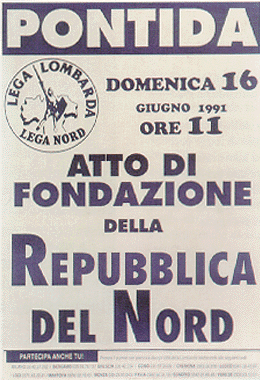 PONTIDA
LEGA LOMBARDA
LEGA NORD
DOMENICA 16
GIUGNO 1991
ORE 11
ATTO DI
FONDAZIONE
DELLA
REPUBBLICA
DEL NORD
PARTECIPA ANCHE TU!